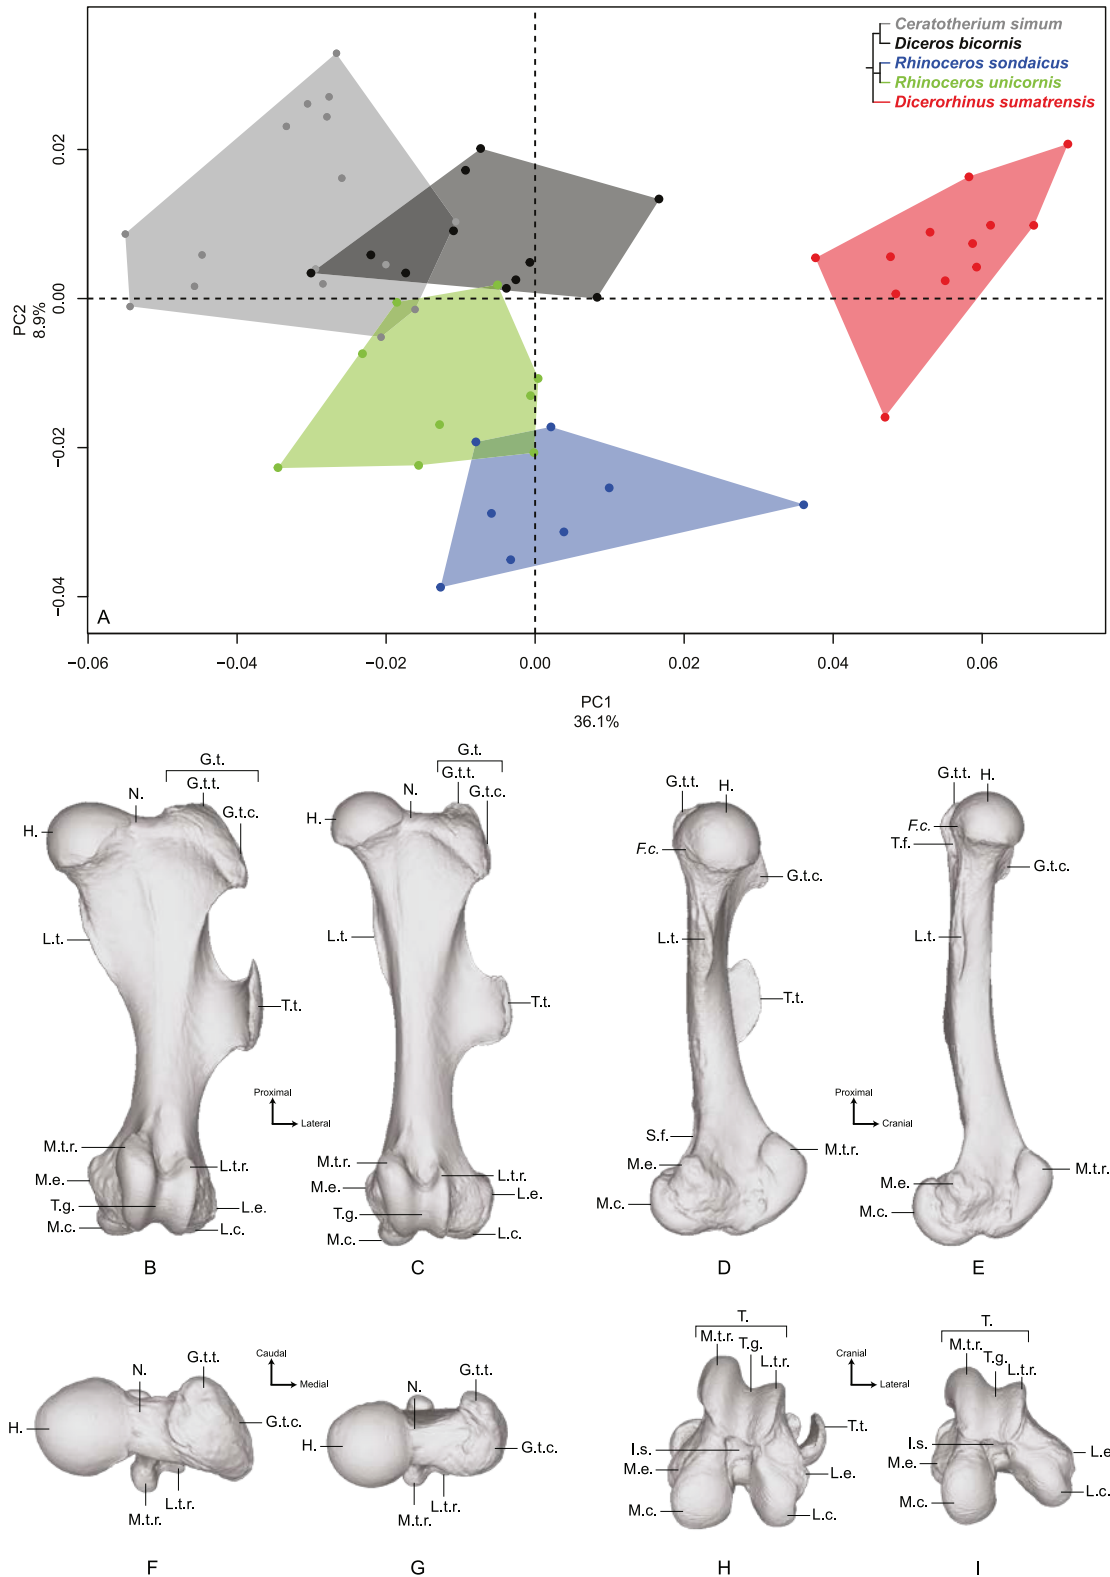 Ceratotherium simum
Diceros bicornis
Rhinoceros sondaicus
Rhinoceros unicornis
Dicerorhinus sumatrensis
0.02
0.00
−0.02
−0.04
PC2
8.9%
A
−0.06
−0.04
−0.02
0.00
0.02
0.04
0.06
PC1
36.1%
G.t.
G.t.t.
N.
G.t.c.
H.
L.t.
T.t.
Proximal
Lateral
M.t.r.
L.t.r.
M.e.
T.g.
L.e.
M.c.
L.c.
B
G.t.
G.t.t.
N.
G.t.c.
H.
L.t.
T.t.
M.t.r.
L.t.r.
M.e.
L.e.
T.g.
M.c.
L.c.
C
G.t.t.
H.
F.c.
G.t.c.
L.t.
T.t.
Proximal
Cranial
S.f.
M.t.r.
M.e.
M.c.
D
G.t.t.
H.
F.c.
T.f.
G.t.c.
L.t.
M.t.r.
M.e.
M.c.
E
N.
G.t.t.
Caudal
Medial
H.
G.t.c.
L.t.r.
M.t.r.
F
N.
G.t.t.
H.
G.t.c.
L.t.r.
M.t.r.
G
T.
M.t.r.
T.g.
L.t.r.
Cranial
Lateral
T.t.
I.s.
M.e.
L.e.
M.c.
L.c.
H
T.
M.t.r.
T.g.
L.t.r.
I.s.
L.e.
M.e.
M.c.
L.c.
I